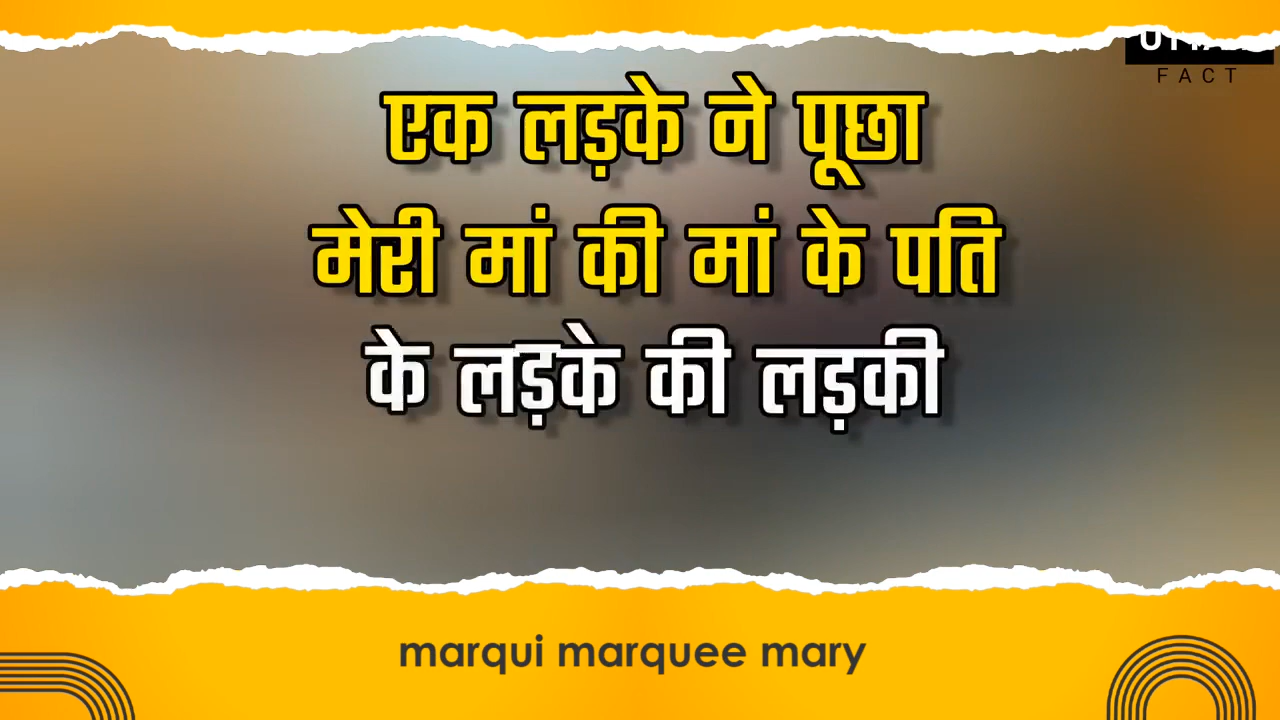 FACT
एक लड़के ने पूछा
मेरी मां की मां के पति
के लड़के की लड़की
marqui marquee mary